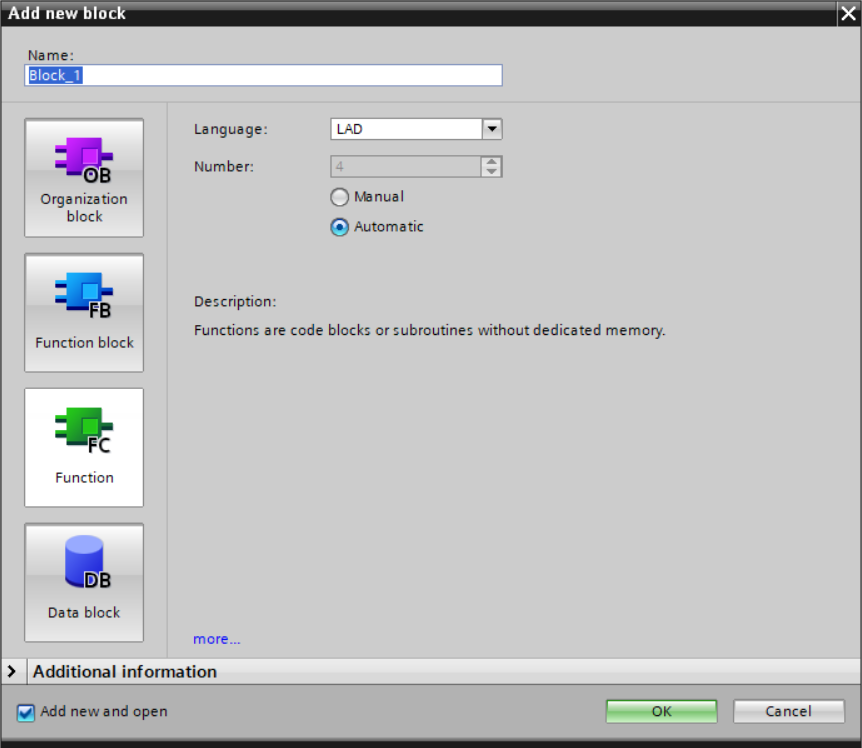 Add new block
Name:
Block_1
OB
Organization
block
FB
Function block
FC
Function
DB
Data block
Language:
LAD
Number:
4
Manual
Automatic
Description:
Functions are code blocks or subroutines without dedicated memory.
more...
Additional information
Add new and open
OK
Cancel